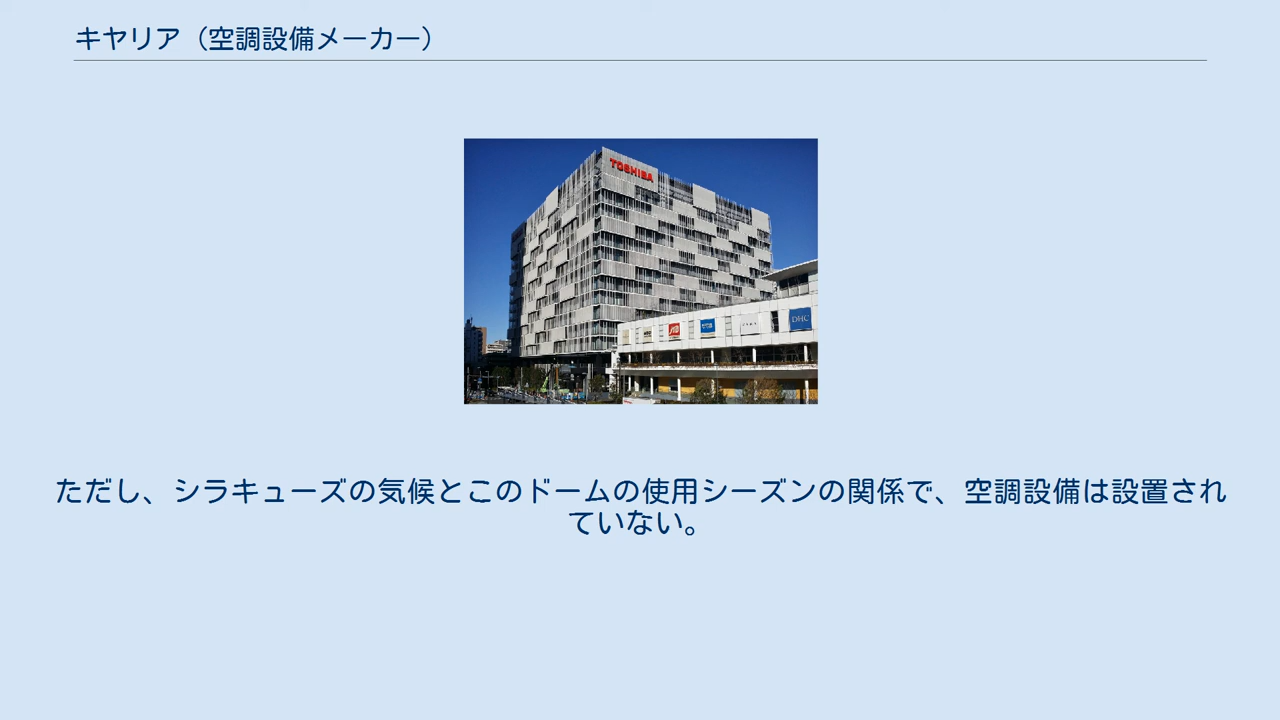 キヤリア（空調設備メーカー）
TOSHIBA
DHC
ただし、シラキューズの気候とこのドームの使用シーズンの関係で、空調設備は設置され
ていない。